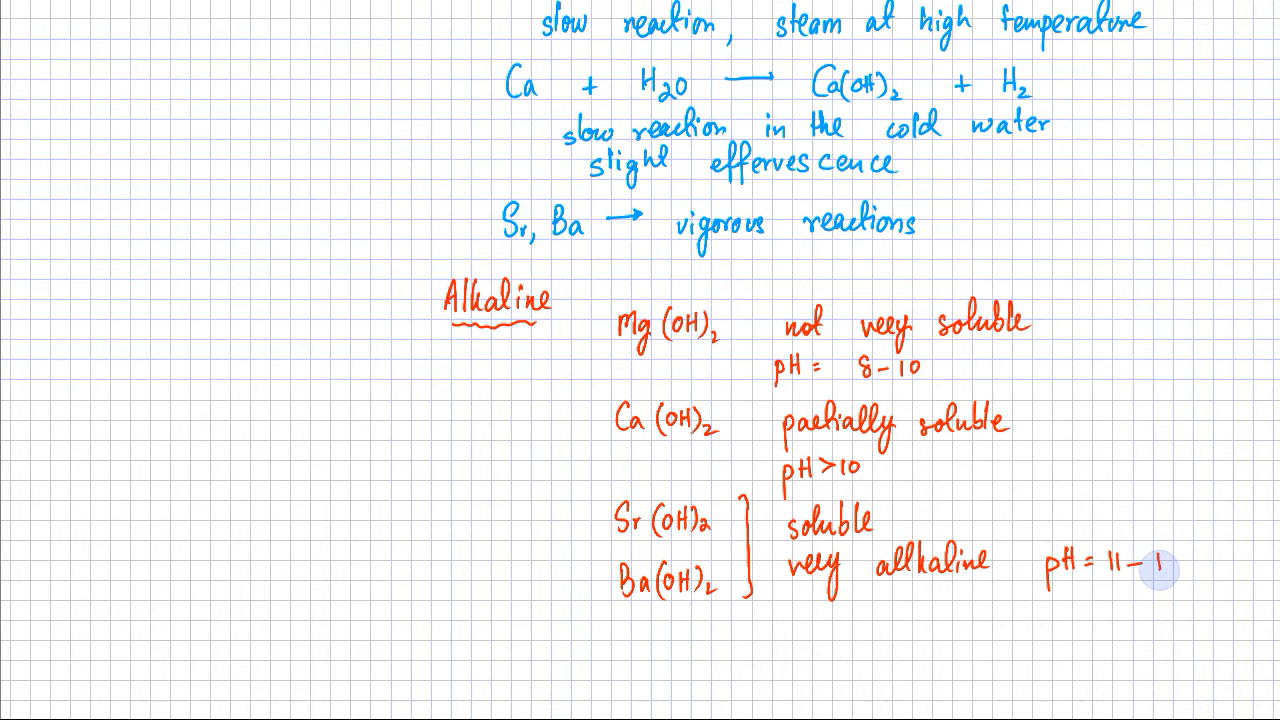 slow reaction, steam at high temperature
Ca + H2O → Ca(OH)2 + H2
slow reaction in the cold water
slight effervescence
Sr, Ba → vigorous reactions
Alkaline
Mg(OH)2 not very soluble
pH = 8-10
Ca(OH)2 partially soluble
pH > 10
Sr(OH)2 soluble
Ba(OH)2 very allkaline pH = 11 - 1